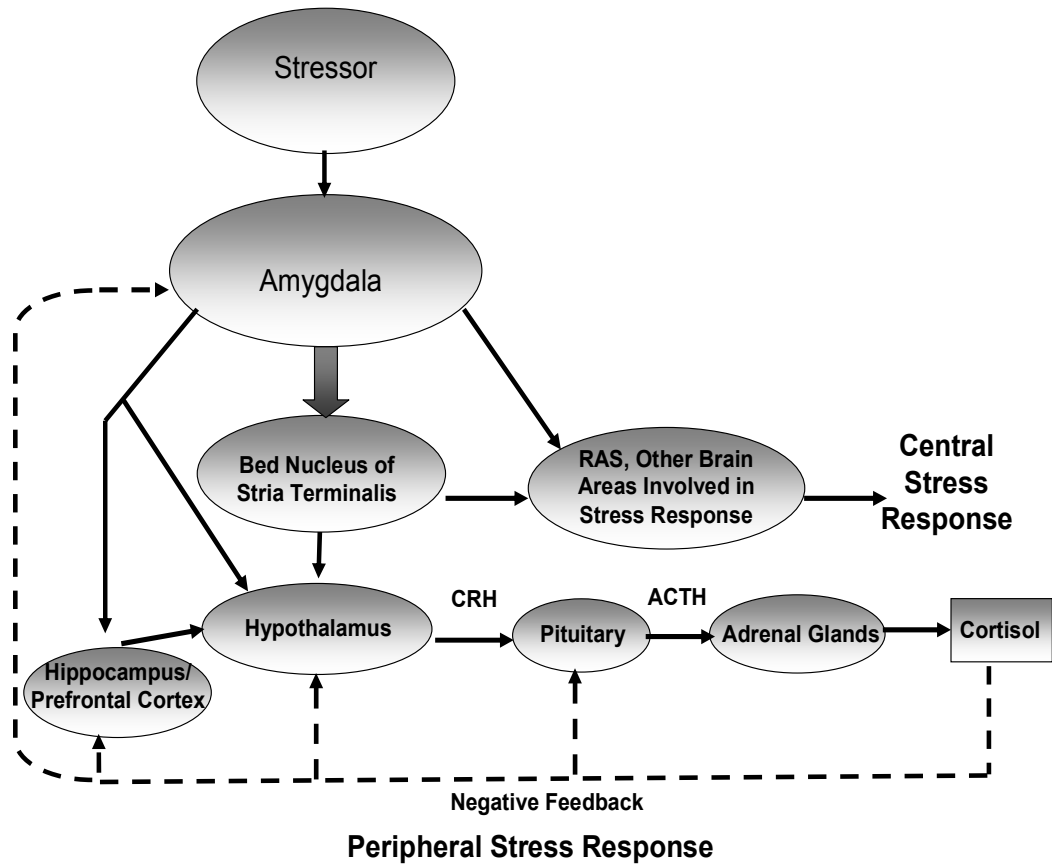 Stressor
Amygdala
Bed Nucleus of
Stria Terminalis
RAS, Other Brain
Areas Involved in
Stress Response
Central
Stress
Response
Hypothalamus
CRH
Pituitary
ACTH
Adrenal Glands
Cortisol
Hippocampus/
Prefrontal Cortex
Negative Feedback
Peripheral Stress Response